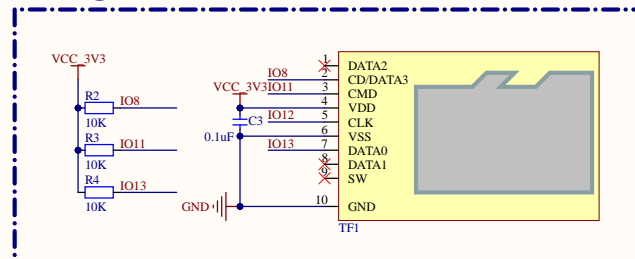 VCC_3V3
R2
IO8
10K
R3
IO11
10K
R4
IO13
10K
VCC_3V3
C3
0.1uF
GND
IO8
IO11
IO12
IO13
1 DATA2
2 CD/DATA3
3 CMD
4 VDD
5 CLK
6 VSS
7 DATA0
8 DATA1
9 SW
10 GND
TF1